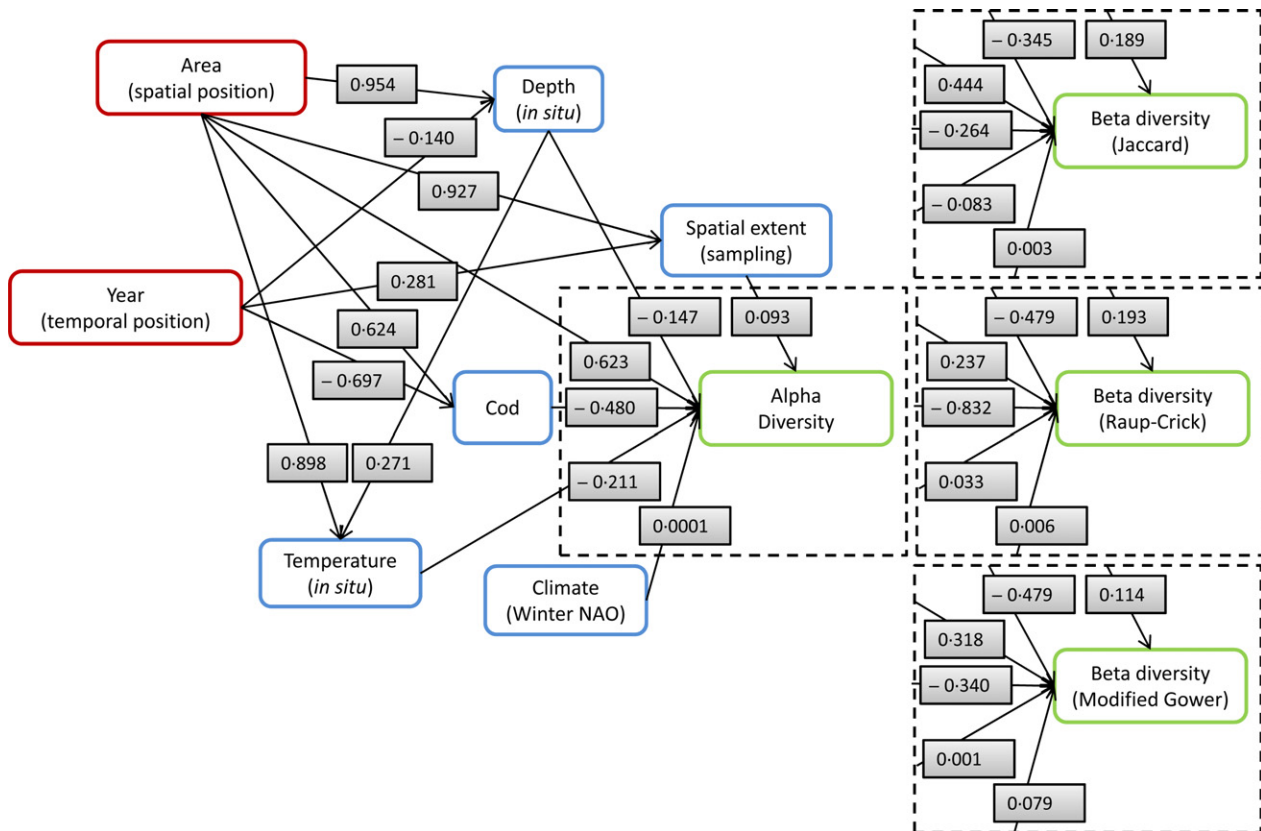 Area
(spatial position)
0·954
Depth
(in situ)
– 0·140
0·927
Spatial extent
(sampling)
Year
(temporal position)
0·281
0·624
– 0·697
Cod
0·898
0·271
Temperature
(in situ)
Climate
(Winter NAO)
– 0·147
0·093
0·623
– 0·480
– 0·211
0.0001
Alpha
Diversity
– 0·345
0·189
0·444
– 0·264
– 0·083
0·003
Beta diversity
(Jaccard)
– 0·479
0·193
0·237
– 0·832
0·033
0·006
Beta diversity
(Raup-Crick)
– 0·479
0·114
0·318
– 0·340
0·001
0·079
Beta diversity
(Modified Gower)